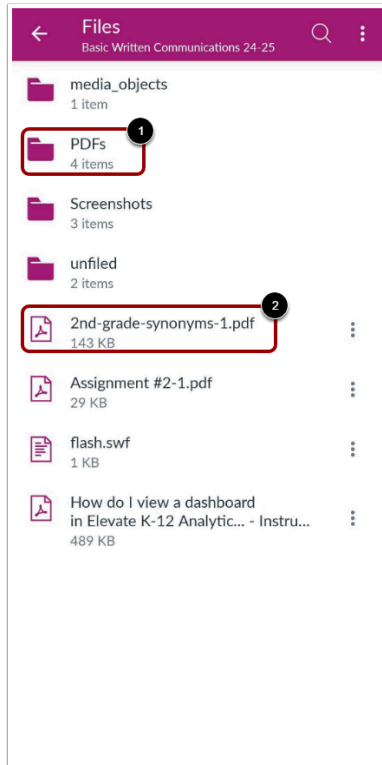 Files
Basic Written Communications 24-25
media_objects
1 item
1
PDFs
4 items
Screenshots
3 items
unfiled
2 items
2
2nd-grade-synonyms-1.pdf
143 KB
Assignment #2-1.pdf
29 KB
flash.swf
1 KB
How do I view a dashboard
in Elevate K-12 Analytic... - Instru...
489 KB